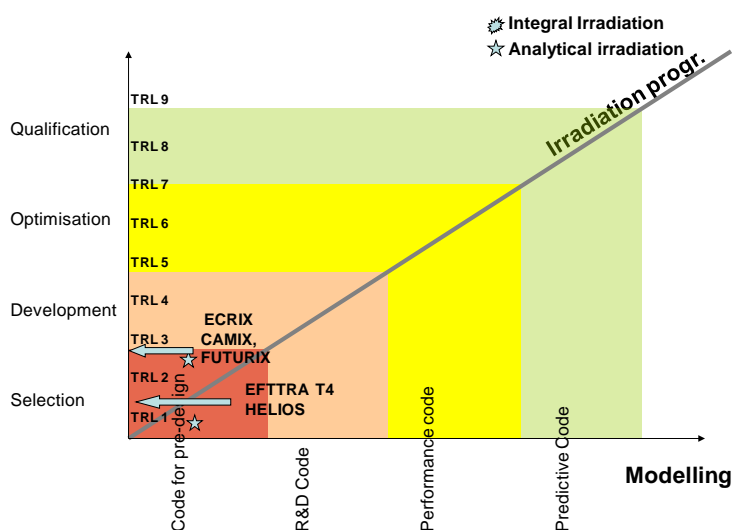 Integral Irradiation
Analytical irradiation
Irradiation progr.
TRL 9
Qualification
TRL 8
TRL 7
Optimisation
TRL 6
TRL 5
Development
TRL 4
TRL 3
ECRIX
CAMIX,
FUTURIX
TRL 2
Selection
EFTTRA T4
HELIOS
TRL 1
Code for pre-design
R&D Code
Performance code
Predictive Code
Modelling